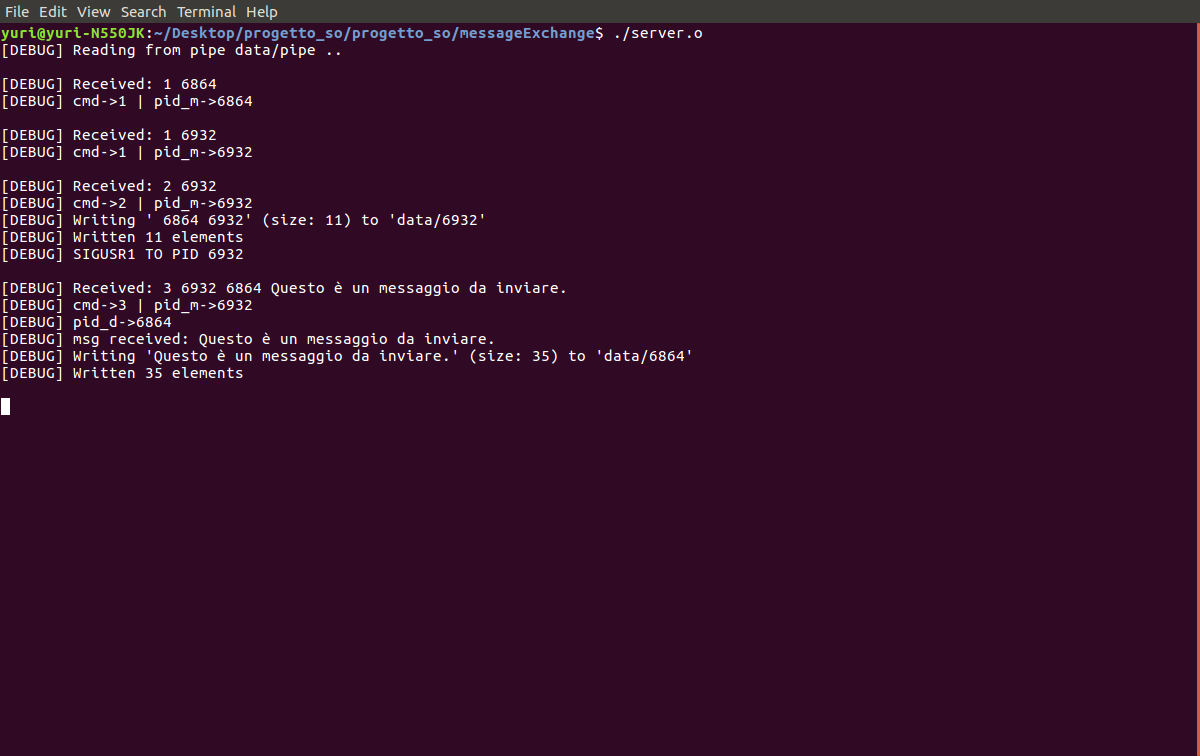 File Edit View Search Terminal Help
yuri@yuri-N550JK:~/Desktop/progetto_so/progetto_so/messageExchange$ ./server.o
[DEBUG] Reading from pipe data/pipe ..
[DEBUG] Received: 1 6864
[DEBUG] cmd->1 | pid_m->6864
[DEBUG] Received: 1 6932
[DEBUG] cmd->1 | pid_m->6932
[DEBUG] Received: 2 6932
[DEBUG] cmd->2 | pid_m->6932
[DEBUG] Writing ' 6864 6932' (size: 11) to 'data/6932'
[DEBUG] Written 11 elements
[DEBUG] SIGUSR1 TO PID 6932
[DEBUG] Received: 3 6932 6864 Questo è un messaggio da inviare.
[DEBUG] cmd->3 | pid_m->6932
[DEBUG] pid_d->6864
[DEBUG] msg received: Questo è un messaggio da inviare.
[DEBUG] Writing 'Questo è un messaggio da inviare.' (size: 35) to 'data/6864'
[DEBUG] Written 35 elements